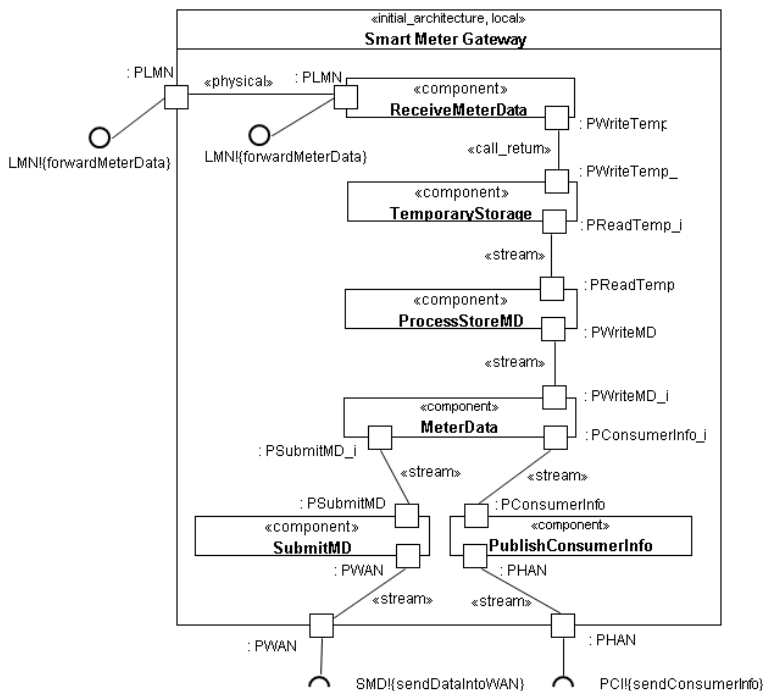 «initial_architecture, local»
Smart Meter Gateway
: PLMN
«physical»
: PLMN
«component»
ReceiveMeterData
: PWriteTemp
LMN!{forwardMeterData}
LMN!{forwardMeterData}
«call_return»
: PWriteTemp_
«component»
TemporaryStorage
: PReadTemp_i
«stream»
: PReadTemp
«component»
ProcessStoreMD
: PWriteMD
«stream»
: PWriteMD_i
«component»
MeterData
: PSubmitMD_i
: PConsumerInfo_i
«stream»
«stream»
: PSubmitMD
: PConsumerInfo
«component»
SubmitMD
«component»
PublishConsumerInfo
: PWAN
: PHAN
«stream»
«stream»
: PWAN
: PHAN
SMD!{sendDataIntoWAN}
PCI!{sendConsumerInfo}